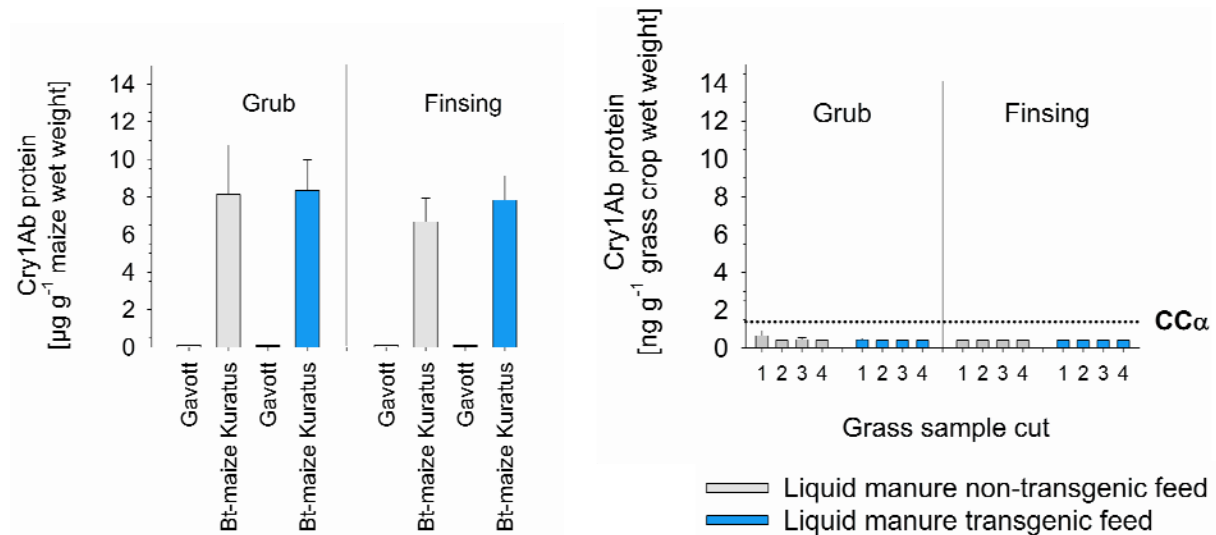 Cry1Ab protein
[µg g-1 maize wet weight]
14
12
10
8
6
4
2
0
Grub
Finsing
Gavott
Bt-maize Kuratus
Gavott
Bt-maize Kuratus
Gavott
Bt-maize Kuratus
Gavott
Bt-maize Kuratus
Cry1Ab protein
[ng g-1 grass crop wet weight]
14
12
10
8
6
4
2
0
Grub
Finsing
CCα
1 2 3 4 1 2 3 4 1 2 3 4 1 2 3 4
Grass sample cut
Liquid manure non-transgenic feed
Liquid manure transgenic feed